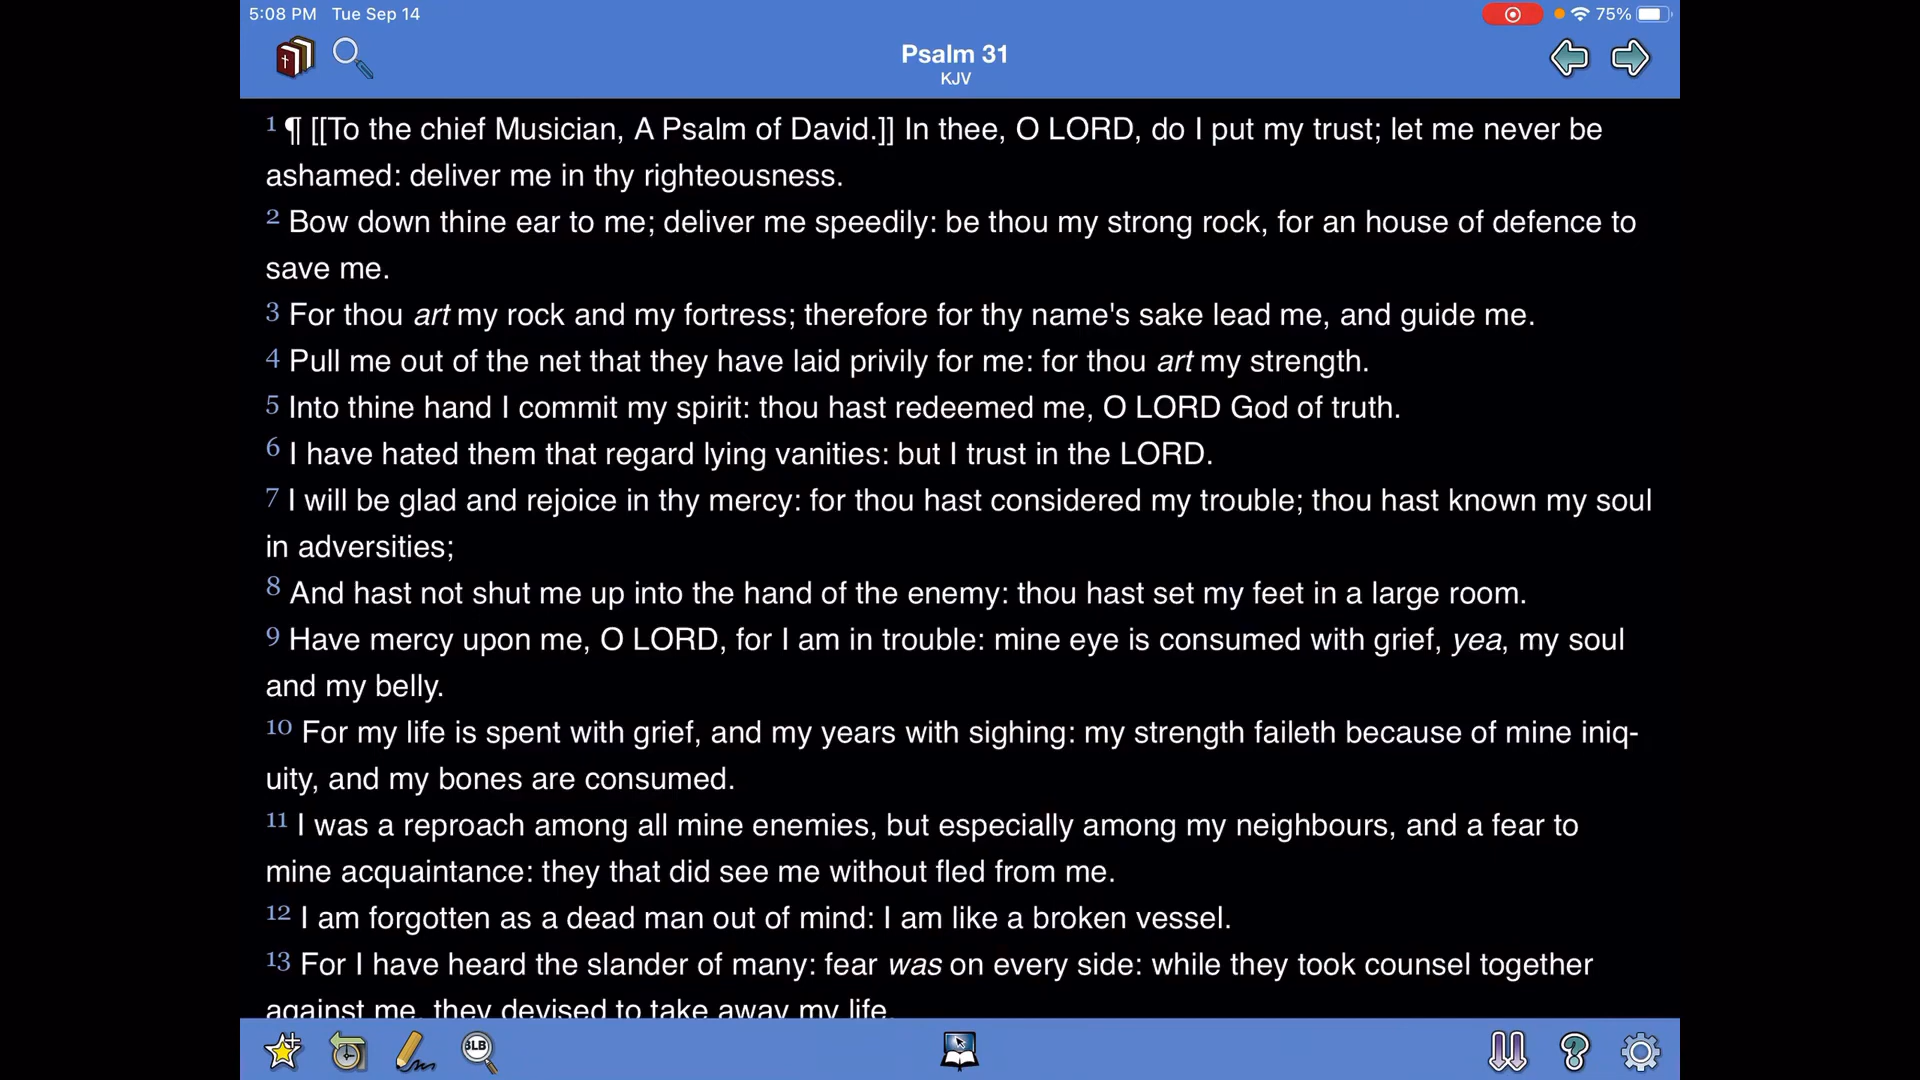 5:08 PM Tue Sep 14
75%
Psalm 31
KJV
1 ¶ [[To the chief Musician, A Psalm of David.]] In thee, O LORD, do I put my trust; let me never be
ashamed: deliver me in thy righteousness.
2 Bow down thine ear to me; deliver me speedily: be thou my strong rock, for an house of defence to
save me.
3 For thou art my rock and my fortress; therefore for thy name's sake lead me, and guide me.
4 Pull me out of the net that they have laid privily for me: for thou art my strength.
5 Into thine hand I commit my spirit: thou hast redeemed me, O LORD God of truth.
6 I have hated them that regard lying vanities: but I trust in the LORD.
7 I will be glad and rejoice in thy mercy: for thou hast considered my trouble; thou hast known my soul
in adversities;
8 And hast not shut me up into the hand of the enemy: thou hast set my feet in a large room.
9 Have mercy upon me, O LORD, for I am in trouble: mine eye is consumed with grief, yea, my soul
and my belly.
10 For my life is spent with grief, and my years with sighing: my strength faileth because of mine iniq-
uity, and my bones are consumed.
11 I was a reproach among all mine enemies, but especially among my neighbours, and a fear to
mine acquaintance: they that did see me without fled from me.
12 I am forgotten as a dead man out of mind: I am like a broken vessel.
13 For I have heard the slander of many: fear was on every side: while they took counsel together
against me, they devised to take away my life.
BLB